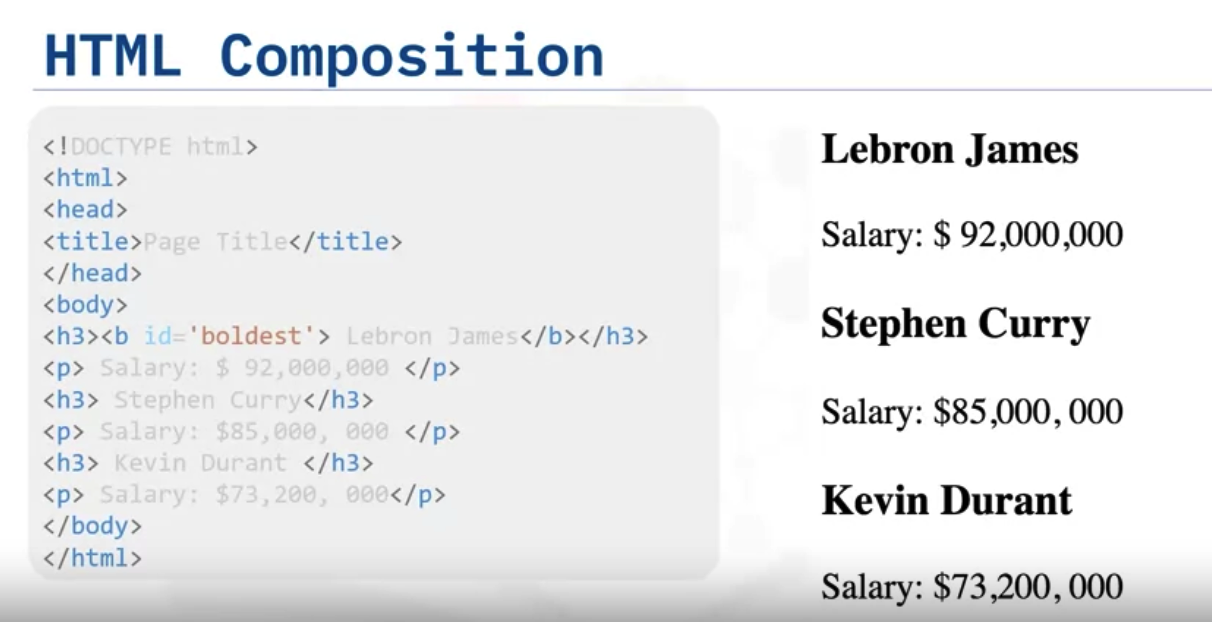 HTML Composition
<!DOCTYPE html>
<html>
<head>
<title>Page Title</title>
</head>
<body>
<h3><b id='boldest'> Lebron James</b></h3>
<p> Salary: $ 92,000,000 </p>
<h3> Stephen Curry</h3>
<p> Salary: $85,000, 000 </p>
<h3> Kevin Durant </h3>
<p> Salary: $73,200, 000</p>
</body>
</html>
Lebron James
Salary: $ 92,000,000
Stephen Curry
Salary: $85,000, 000
Kevin Durant
Salary: $73,200, 000